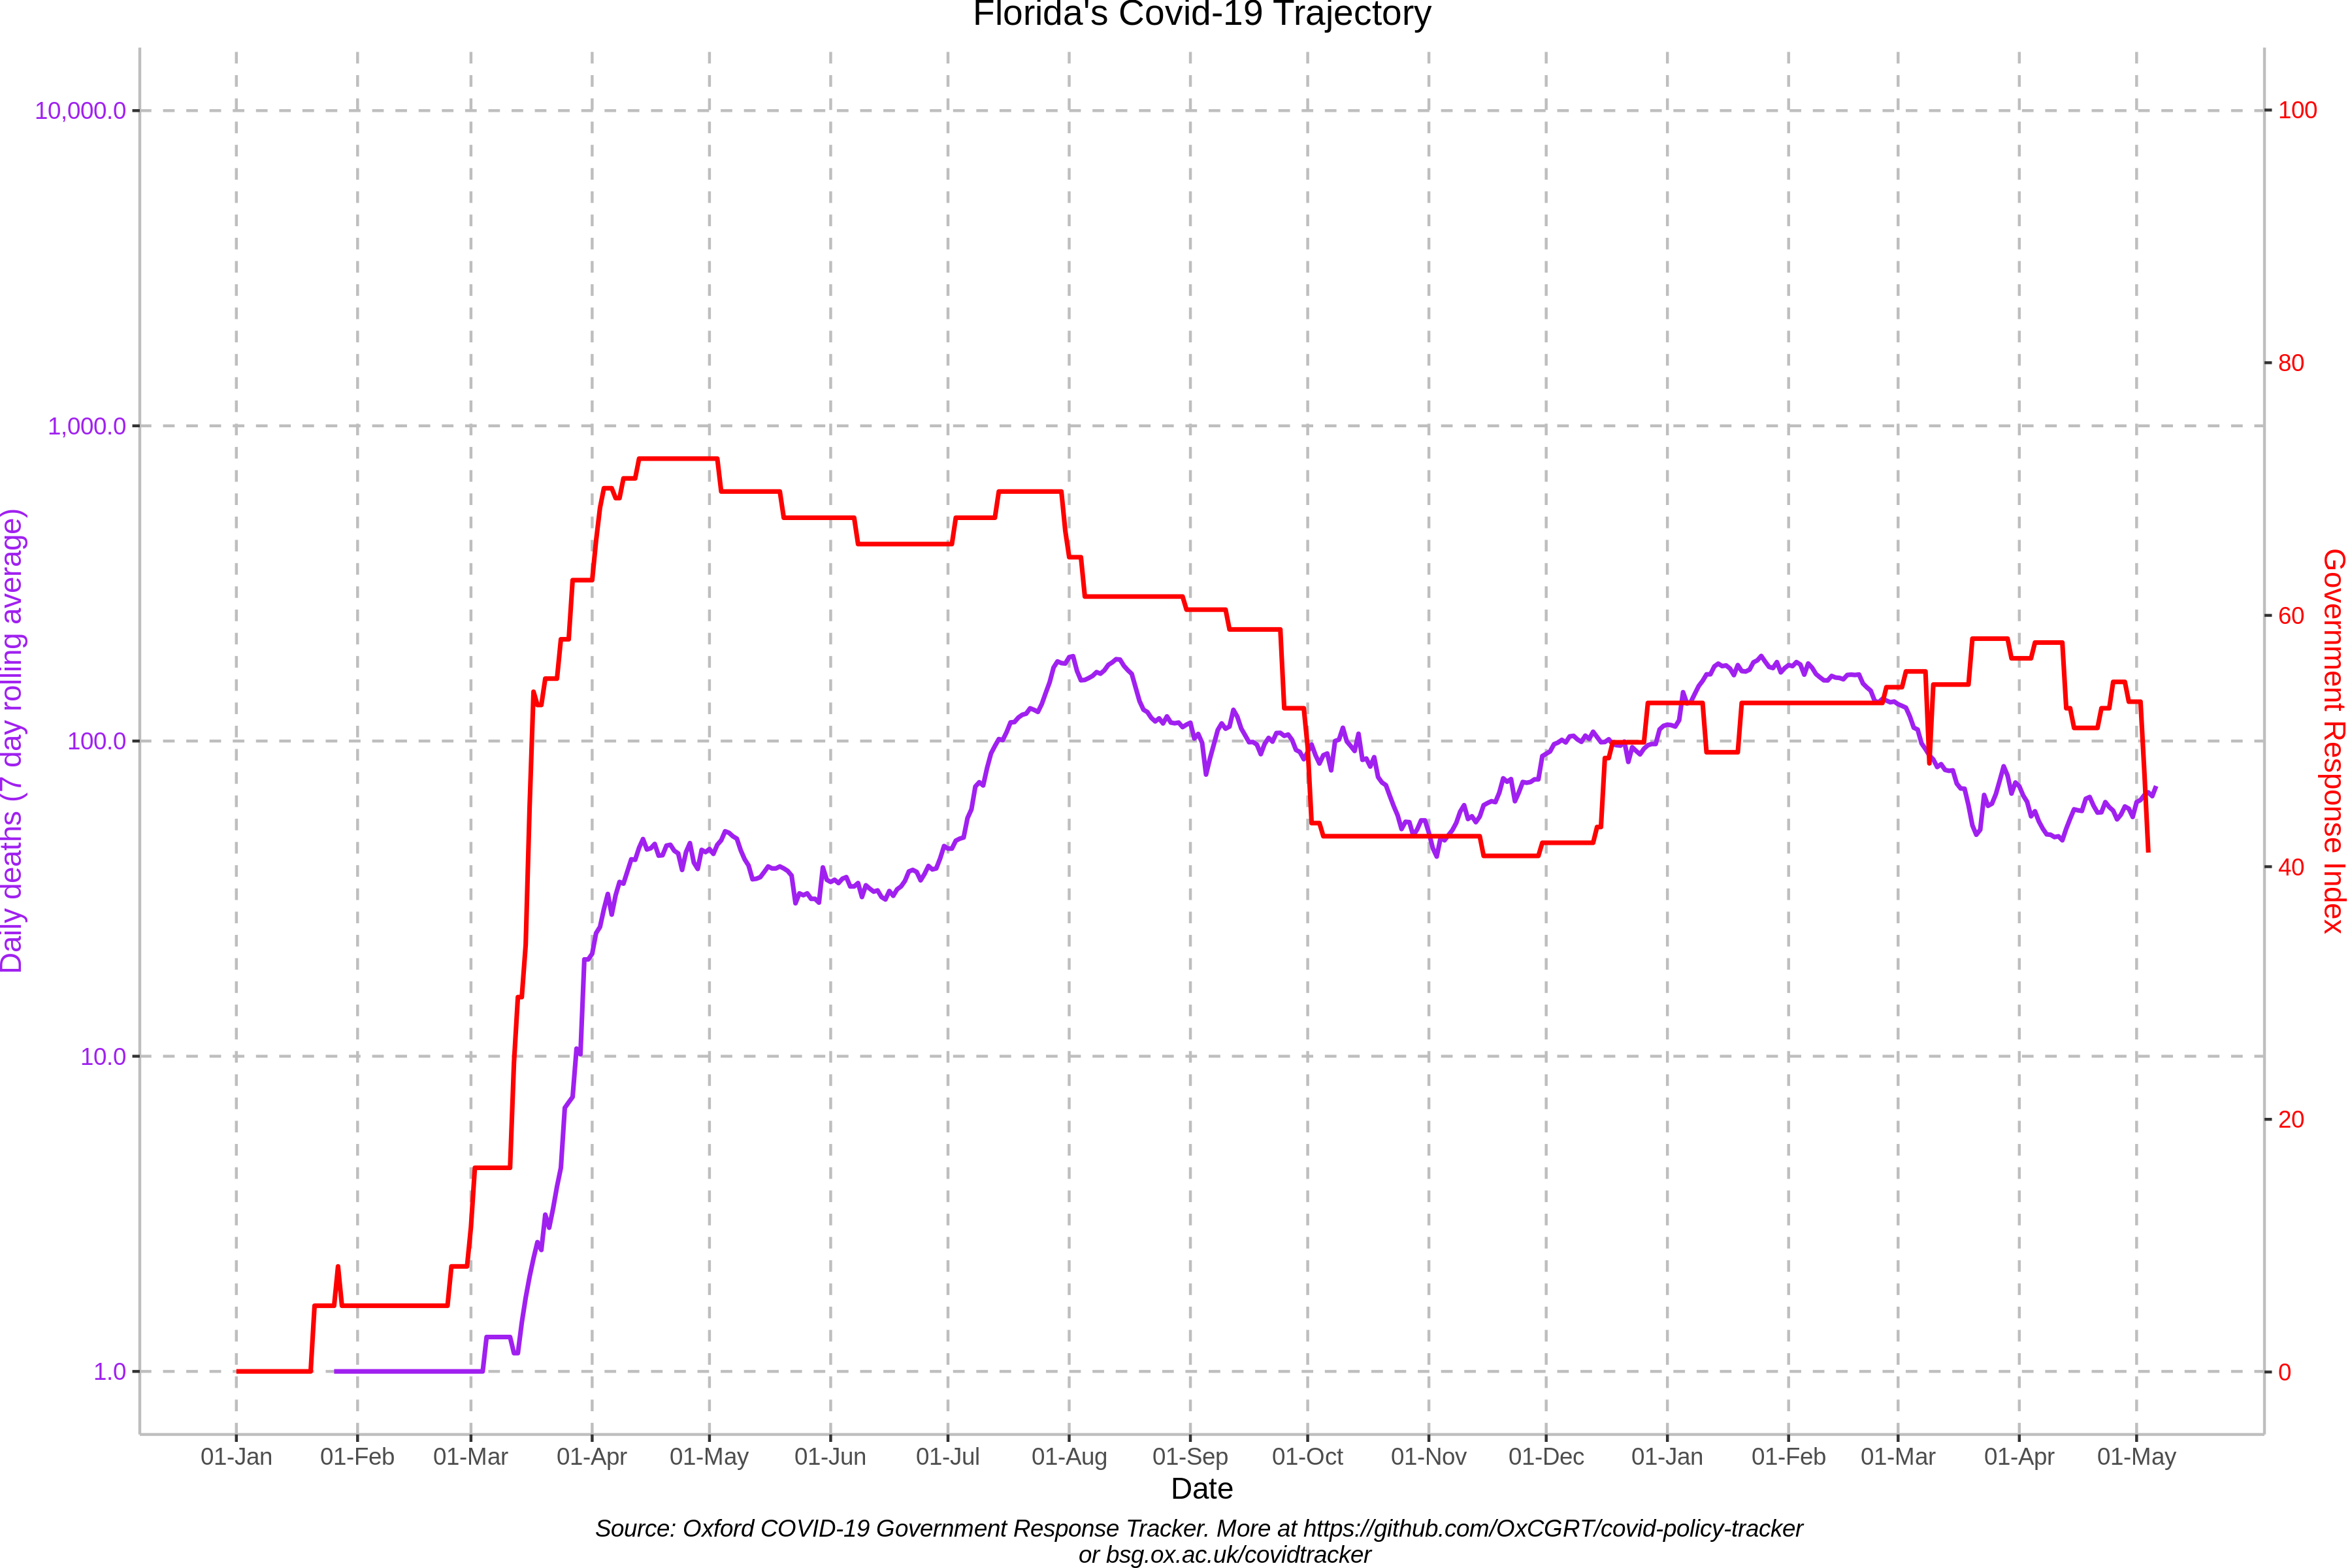 Florida's Covid-19 Trajectory
10,000.0
1,000.0
100.0
10.0
1.0
Daily deaths (7 day rolling average)
100
80
60
40
20
0
Government Response Index
01-Jan 01-Feb 01-Mar 01-Apr 01-May 01-Jun 01-Jul 01-Aug 01-Sep 01-Oct 01-Nov 01-Dec 01-Jan 01-Feb 01-Mar 01-Apr 01-May
Date
Source: Oxford COVID-19 Government Response Tracker. More at https://github.com/OxCGRT/covid-policy-tracker
or bsg.ox.ac.uk/covidtracker